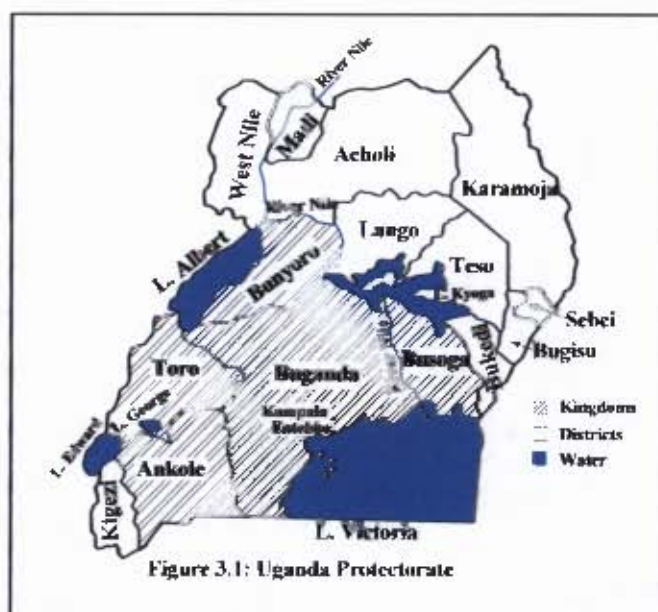 River Nile
West Nile
Madi
Acholi
Karamoja
River Nile
Lango
L. Albert
Bunyoro
Teso
L. Kyoga
Sebei
Bugisu
Bukedi
Busoga
Toro
Buganda
L. George
Kampala
Entebbe
L. Edward
Ankole
Kigezi
Kingdoms
Districts
Water
L. Victoria
Figure 3.1: Uganda Protectorate